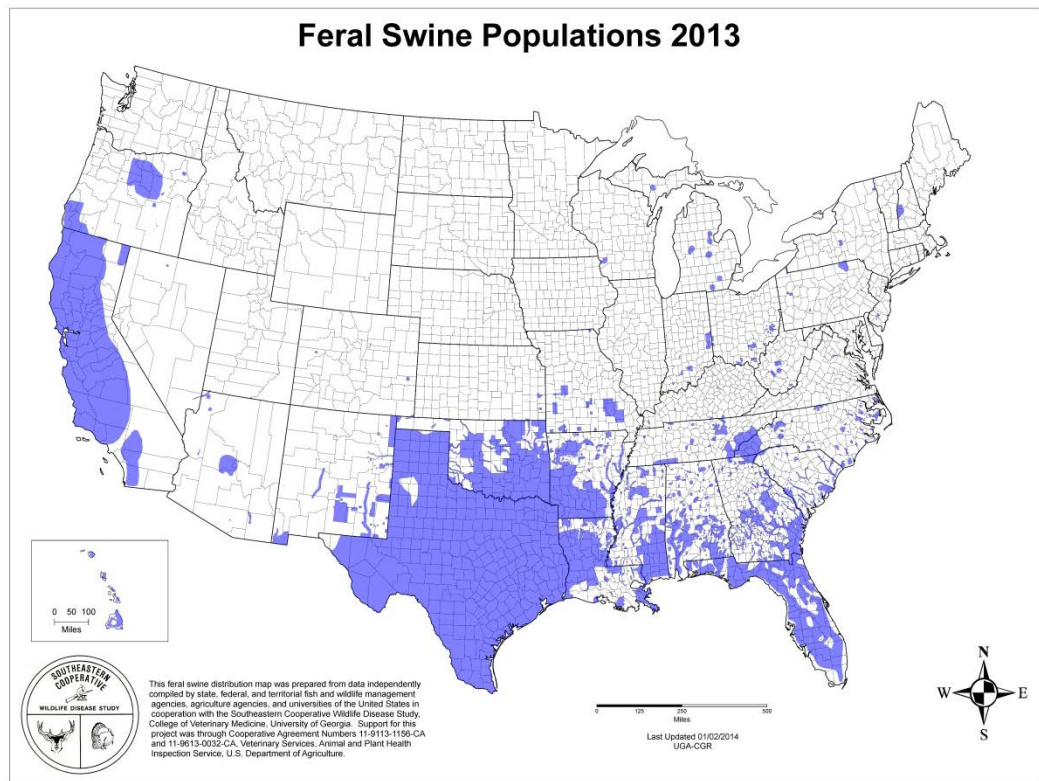 Feral Swine Populations 2013
0 50 100
Miles
SOUTHEASTERN
COOPERATIVE
WILDLIFE DISEASE STUDY
This feral swine distribution map was prepared from data independently
compiled by state, federal, and territorial fish and wildlife management
agencies, agriculture agencies, and universities of the United States in
cooperation with the Southeastern Cooperative Wildlife Disease Study,
College of Veterinary Medicine, University of Georgia. Support for this
project was through Cooperative Agreement Numbers 11-9113-1156-CA
and 11-9613-0032-CA, Veterinary Services, Animal and Plant Health
Inspection Service, U.S. Department of Agriculture.
0 125 250 500
Miles
Last Updated 01/02/2014
UGA-CGR
N
W E
S